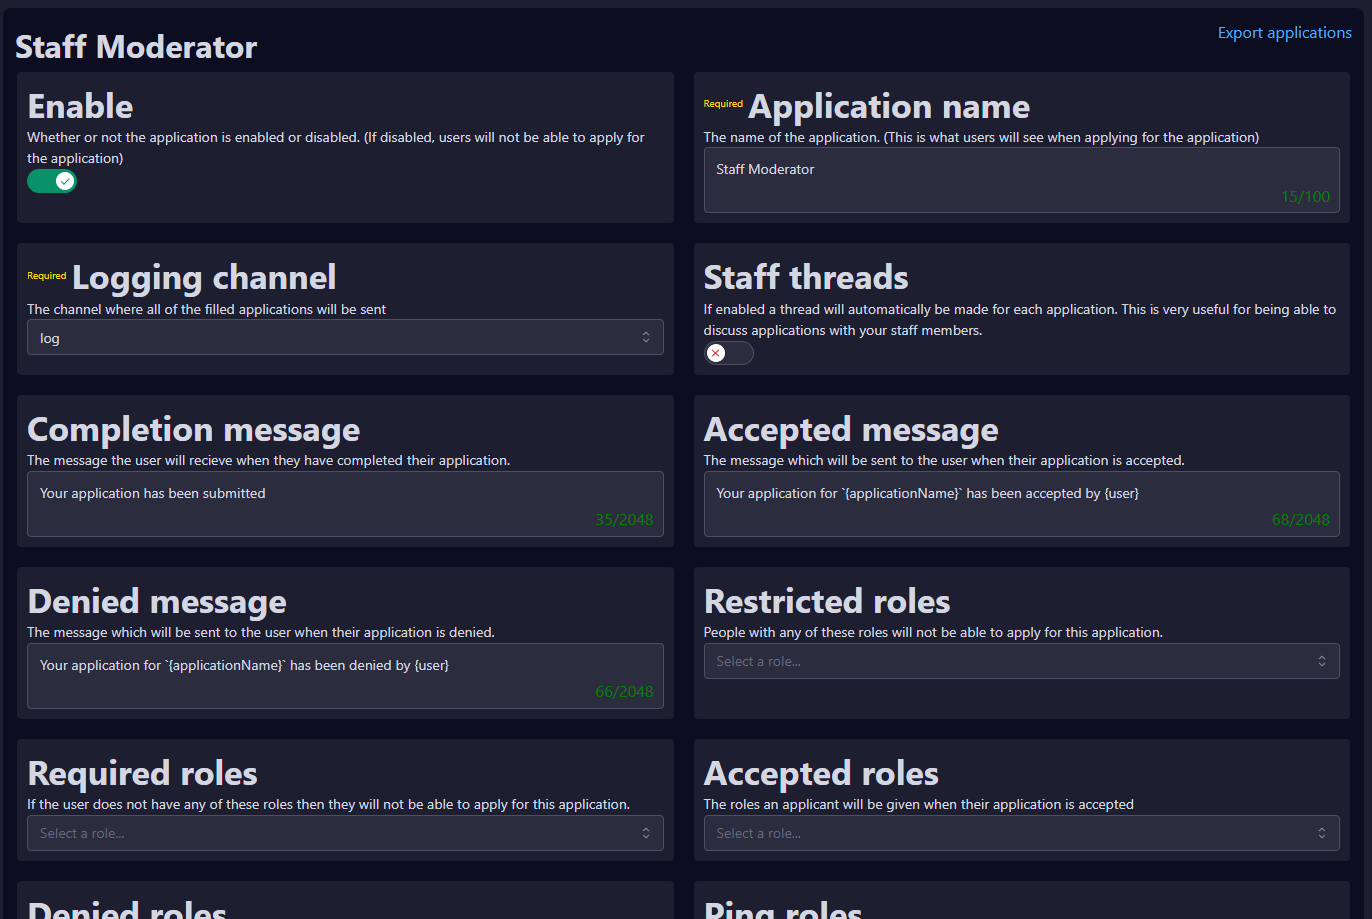 Export applications
Staff Moderator
Enable
Whether or not the application is enabled or disabled. (If disabled, users will not be able to apply for
the application)
Required Application name
The name of the application. (This is what users will see when applying for the application)
Staff Moderator
15/100
Required Logging channel
The channel where all of the filled applications will be sent
log
Staff threads
If enabled a thread will automatically be made for each application. This is very useful for being able to
discuss applications with your staff members.
Completion message
The message the user will recieve when they have completed their application.
Your application has been submitted
35/2048
Accepted message
The message which will be sent to the user when their application is accepted.
Your application for `{applicationName}` has been accepted by {user}
68/2048
Denied message
The message which will be sent to the user when their application is denied.
Your application for `{applicationName}` has been denied by {user}
66/2048
Restricted roles
People with any of these roles will not be able to apply for this application.
Select a role...
Required roles
If the user does not have any of these roles then they will not be able to apply for this application.
Select a role...
Accepted roles
The roles an applicant will be given when their application is accepted
Select a role...
Denied roles
Ping roles